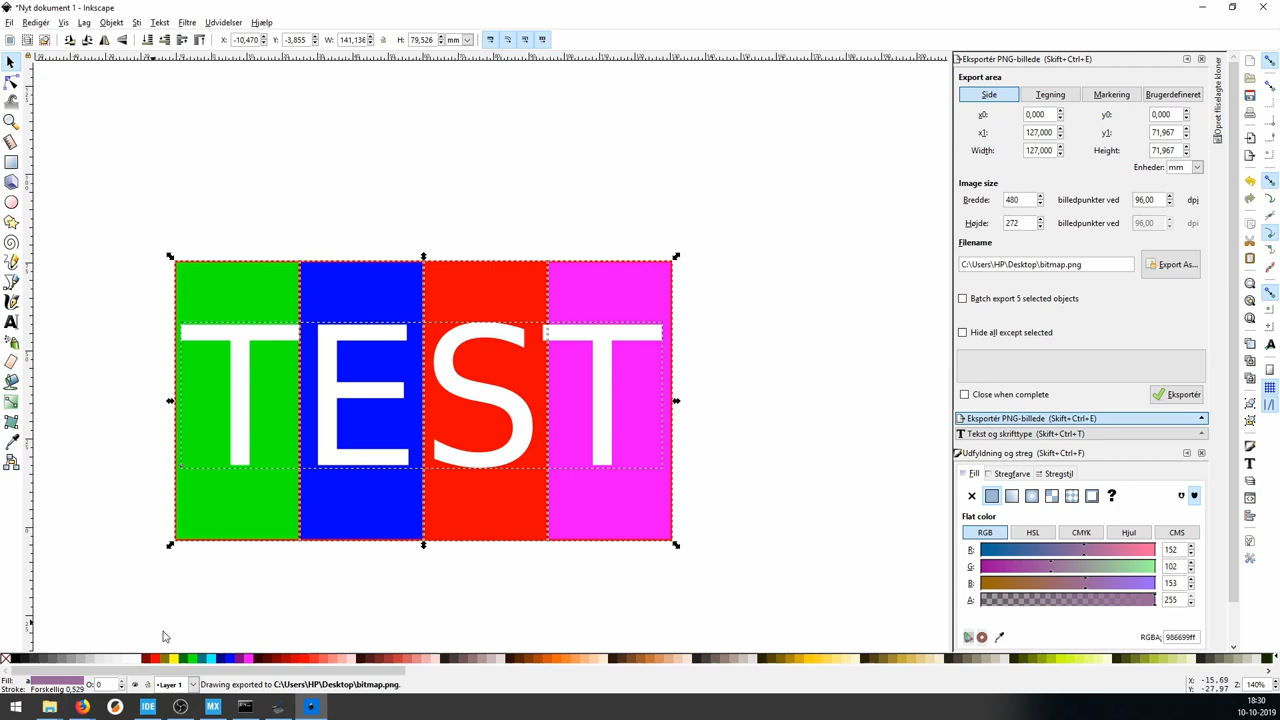 *Nyt dokument 1 - Inkscape
Fil Redigér Vis Lag Objekt Sti Tekst Filtre Udvidelser Hjælp
X: -10,470 Y: -3,855 W: 141,136 H: 79,526 mm
Eksportér PNG-billede (Skift+Ctrl+E)
Export area
Side Tegning Markering Brugerdefineret
x0: 0,000 y0: 0,000
x1: 127,000 y1: 71,967
Width: 127,000 Height: 71,967
Enheder: mm
Image size
Bredde: 480 billedpunkter ved 96,00 dpi
Højde: 272 billedpunkter ved 96,00 dpi
Filename
C:\Users\HP\Desktop\bitmap.png Export As...
Batch export 5 selected objects
Hide all except selected
Close when complete Eksportér
Eksportér PNG-billede (Skift+Ctrl+E)
Tekst og skrifttype (Skift+Ctrl+T)
Udfyldning og streg (Skift+Ctrl+F)
Fill Stregfarve Stregstil
Flat color
RGB HSL CMYK Hjul CMS
R: 152
G: 102
B: 153
A: 255
RGBA: 986699ff
Opret fliselagte kloner
TEST
Fill: a
Stroke: Forskellig 0,529
O: 0
Layer 1
Drawing exported to C:\Users\HP\Desktop\bitmap.png.
X: -15.69
Y: -27.97
Z: 140%
IDE MX
18:30
10-10-2019